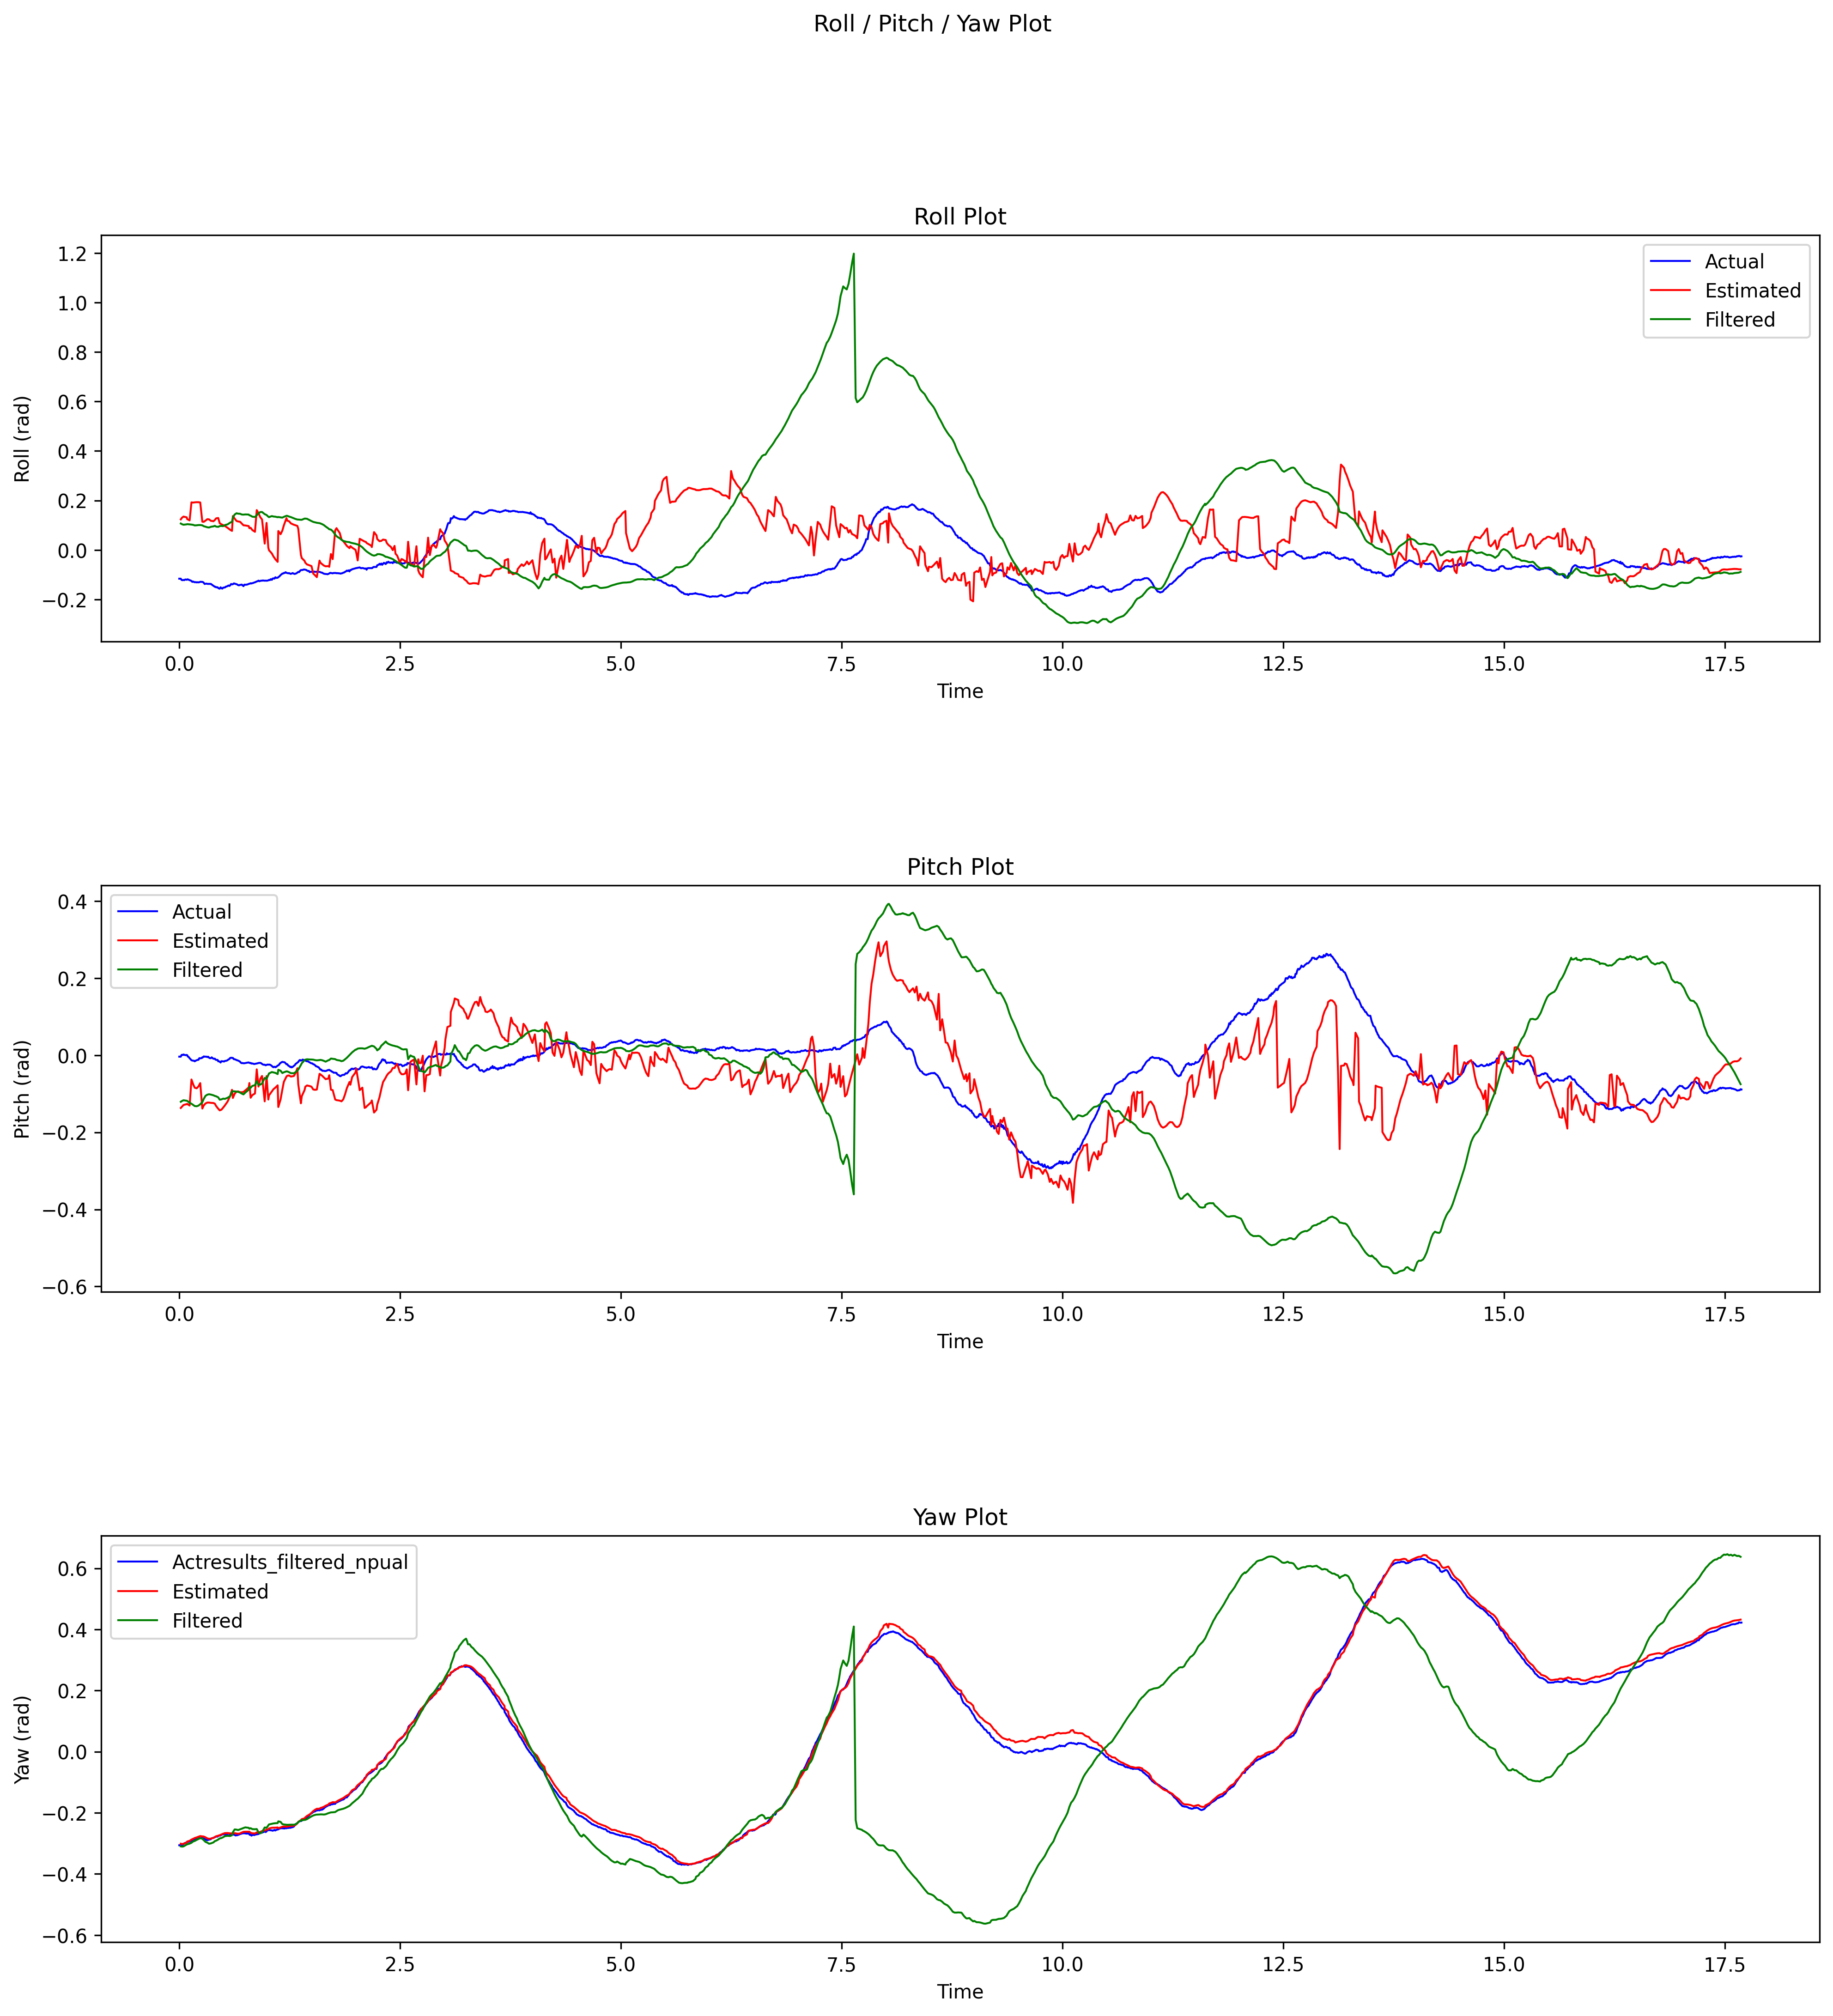 Roll / Pitch / Yaw Plot
Roll Plot
1.2
1.0
0.8
0.6
0.4
0.2
0.0
−0.2
Roll (rad)
Actual
Estimated
Filtered
0.0 2.5 5.0 7.5 10.0 12.5 15.0 17.5
Time
Pitch Plot
0.4
0.2
0.0
−0.2
−0.4
−0.6
Pitch (rad)
Actual
Estimated
Filtered
0.0 2.5 5.0 7.5 10.0 12.5 15.0 17.5
Time
Yaw Plot
0.6
0.4
0.2
0.0
−0.2
−0.4
−0.6
Yaw (rad)
Actresults_filtered_npual
Estimated
Filtered
0.0 2.5 5.0 7.5 10.0 12.5 15.0 17.5
Time